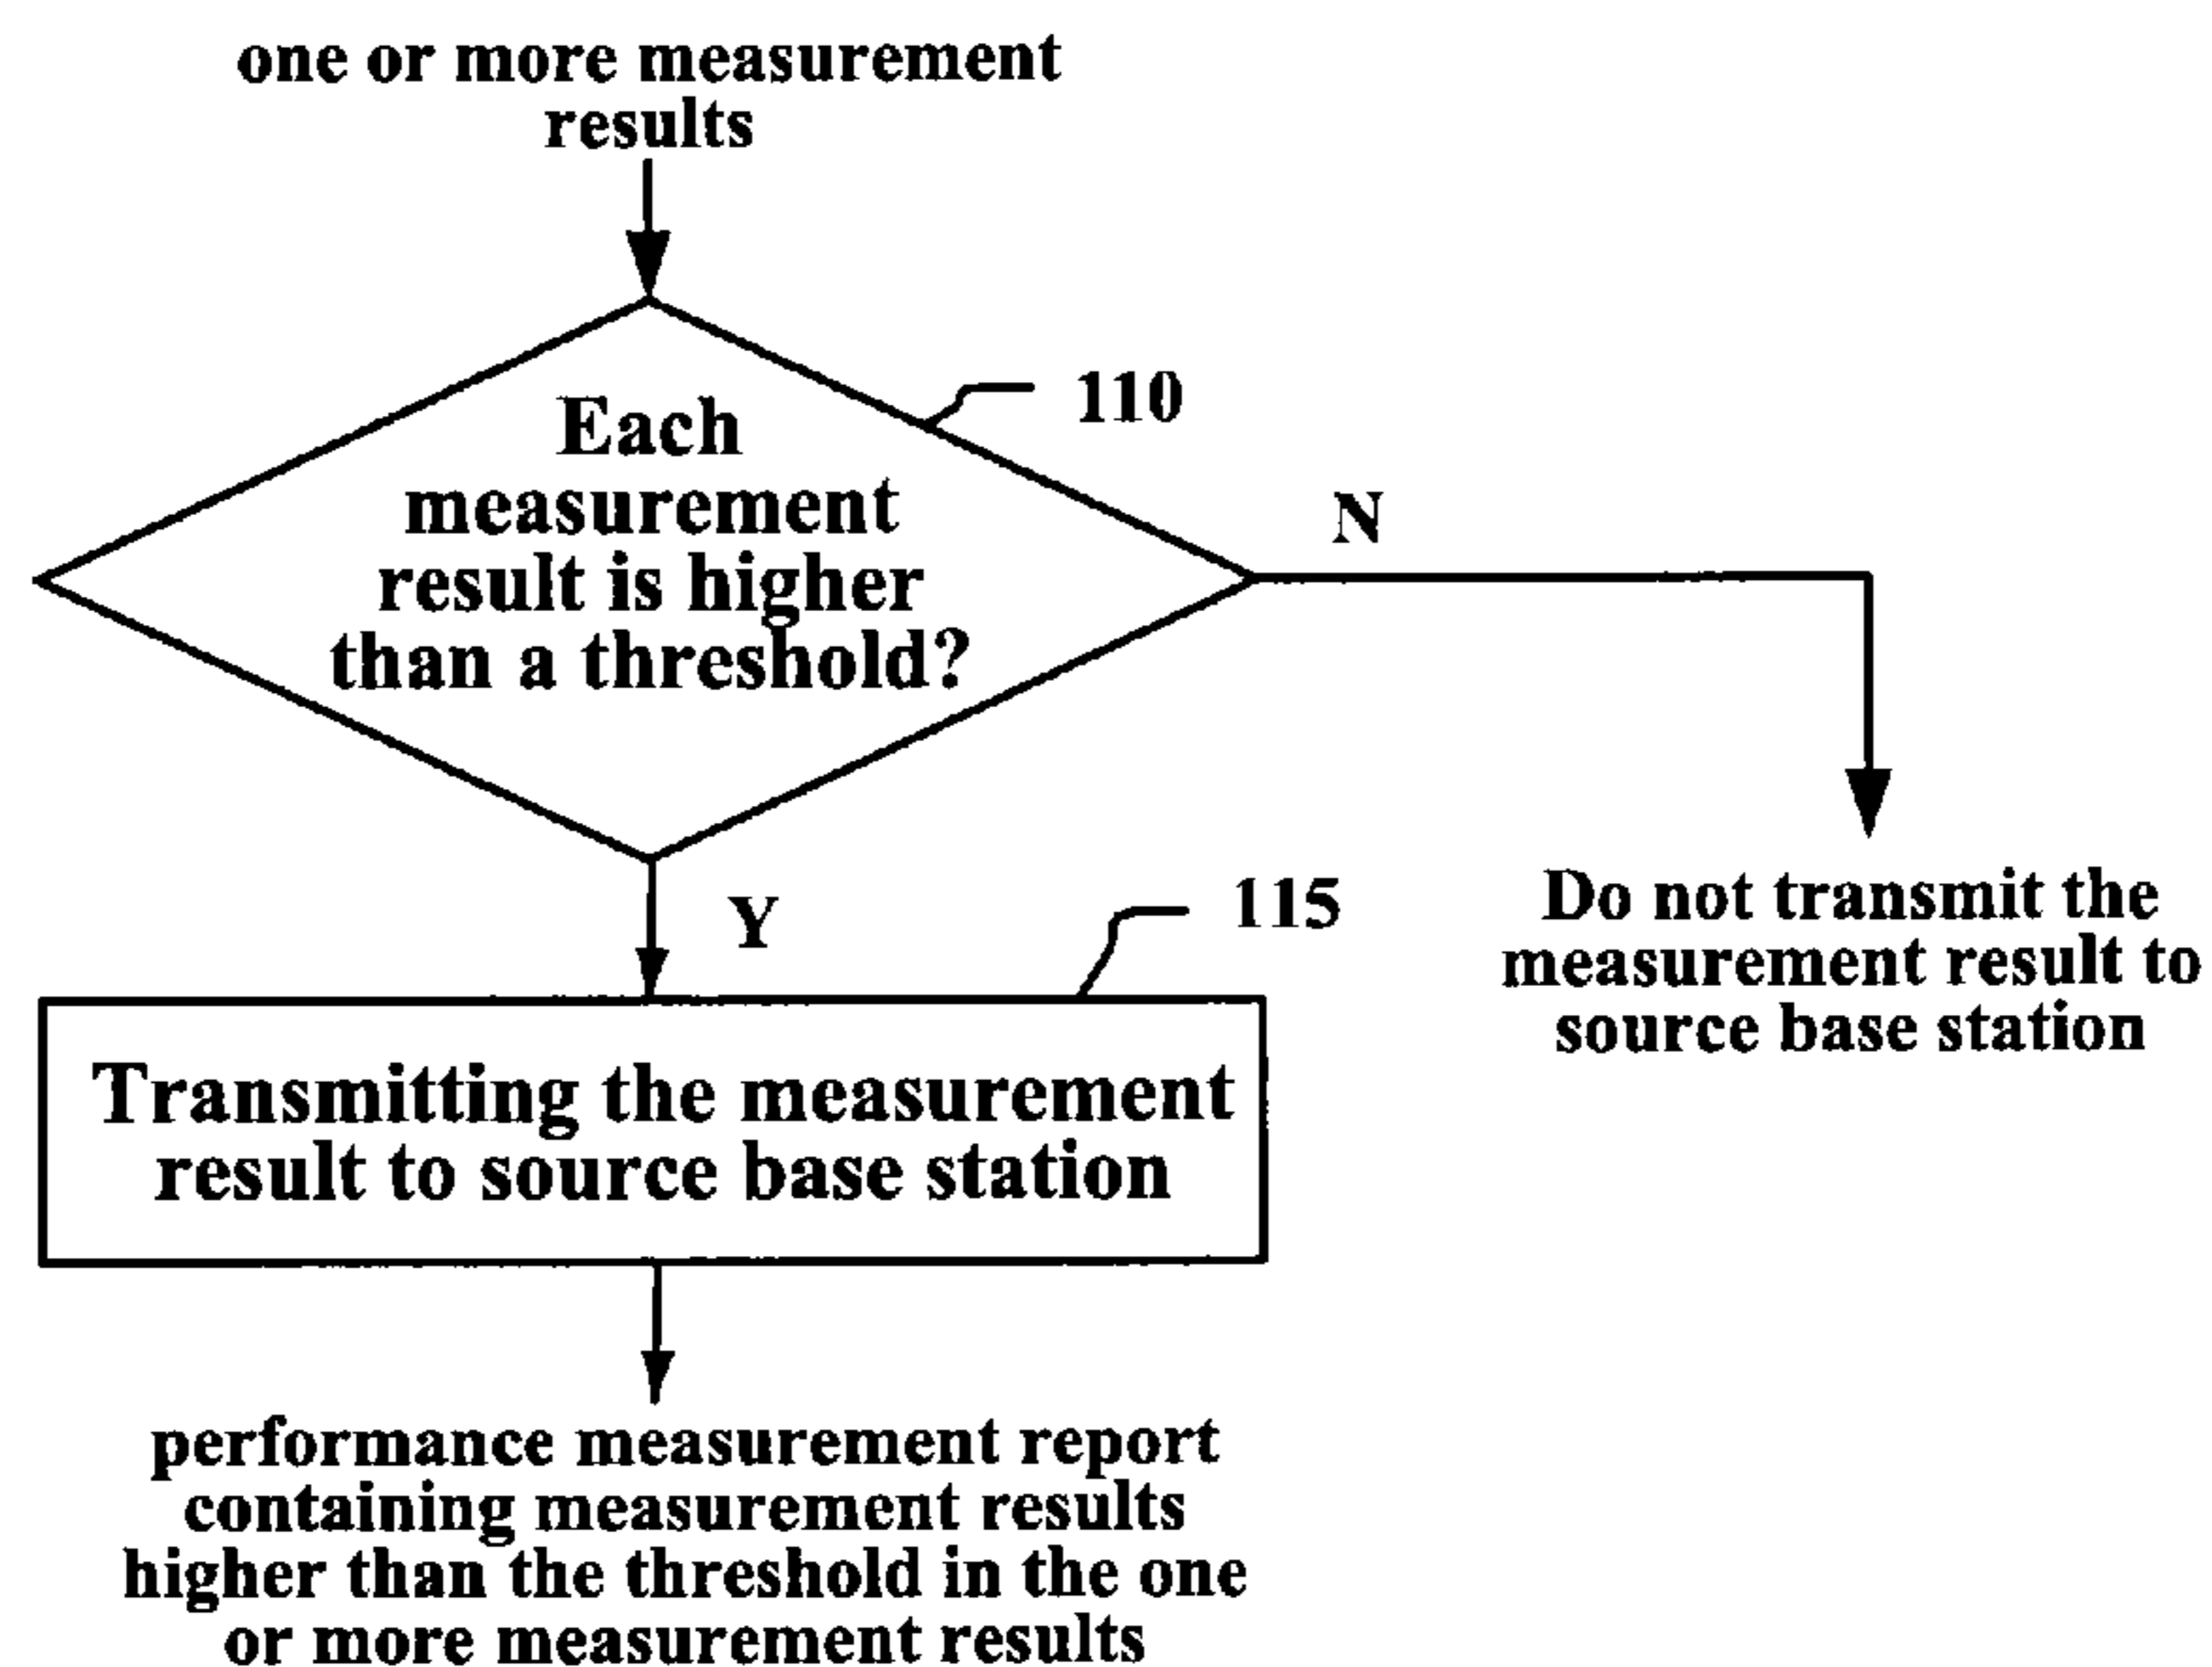 one or more measurement
results
Each
measurement
result is higher
than a threshold?
110
N
Y
115
Do not transmit the
measurement result to
source base station
Transmitting the measurement
result to source base station
performance measurement report
containing measurement results
higher than the threshold in the one
or more measurement results